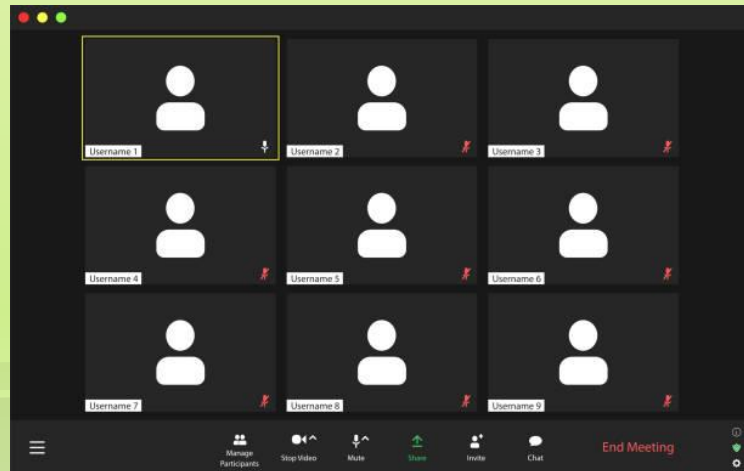 Username 1
Username 2
Username 3
Username 4
Username 5
Username 6
Username 7
Username 8
Username 9
Manage
Participants
Stop Video
Mute
Share
Invite
Chat
End Meeting